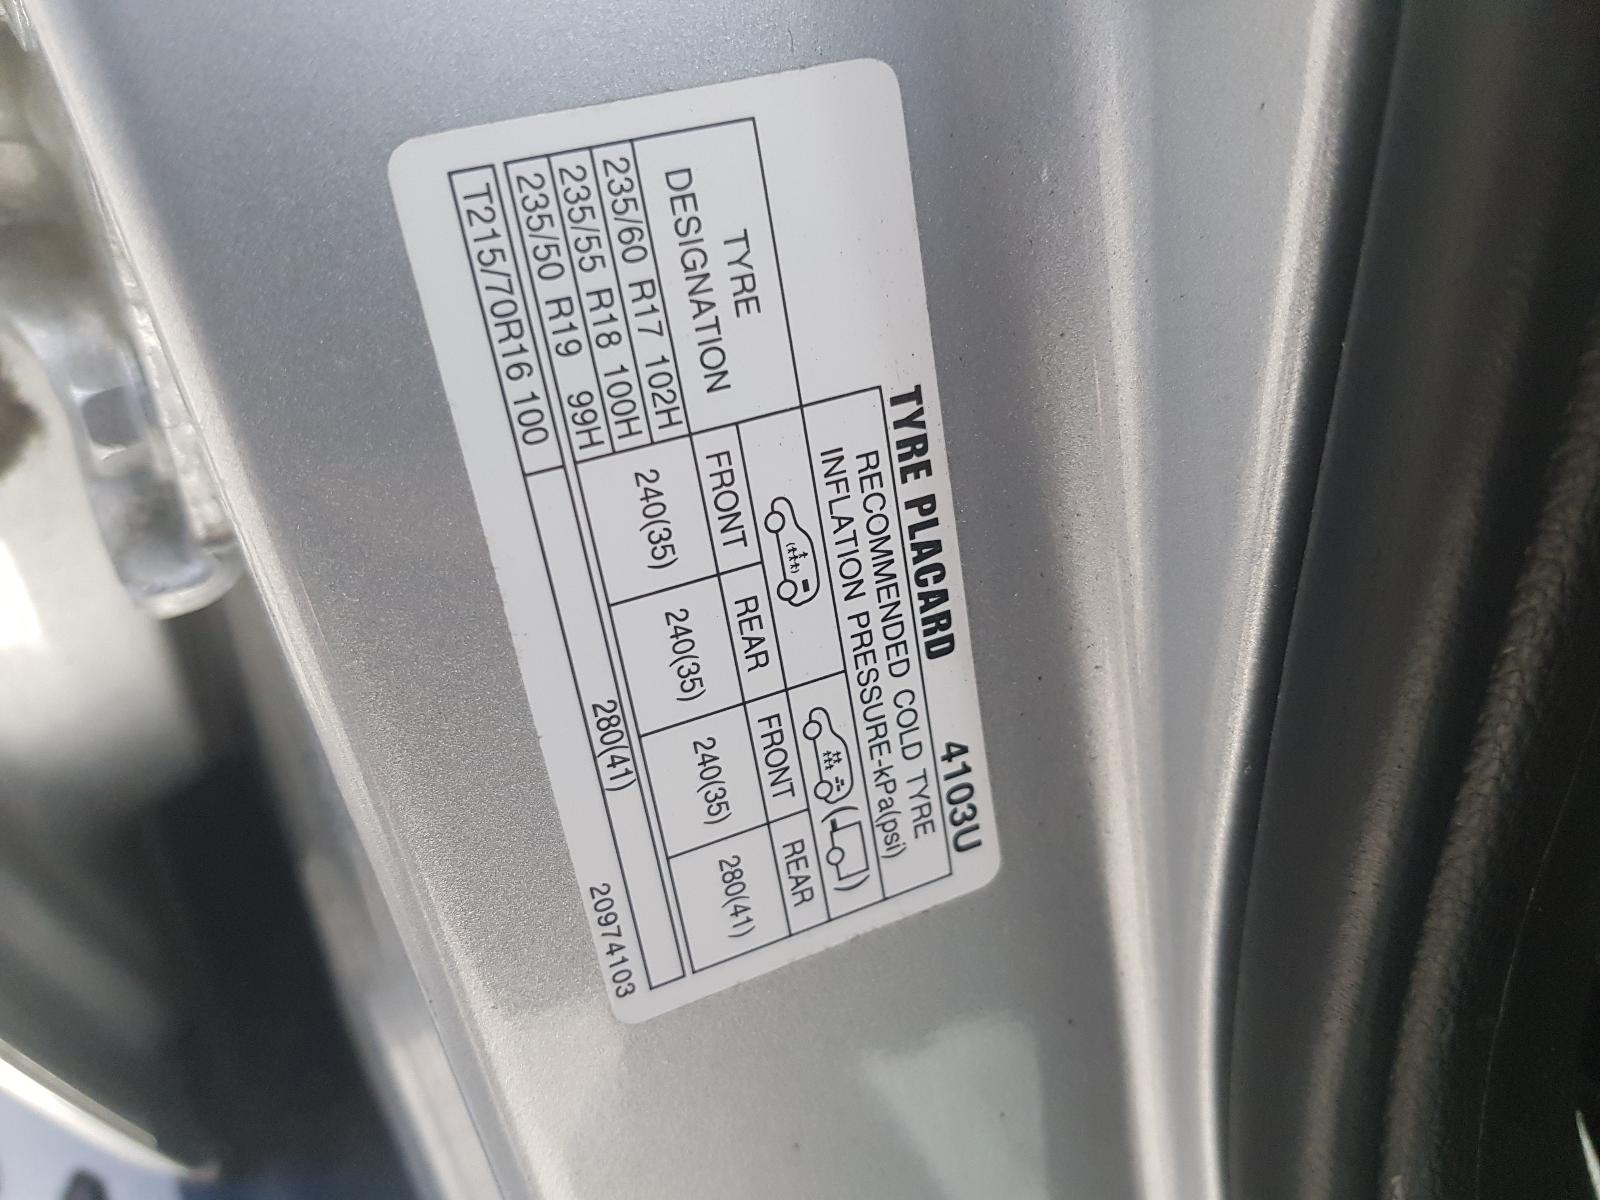 TYRE PLACARD 4103U
RECOMMENDED COLD TYRE
INFLATION PRESSURE-kPa(psi)
( )
TYRE
DESIGNATION
FRONT REAR FRONT REAR
235/60 R17 102H
235/55 R18 100H
235/50 R19 99H
240(35) 240(35) 240(35) 280(41)
T215/70R16 100 280(41)
20974103